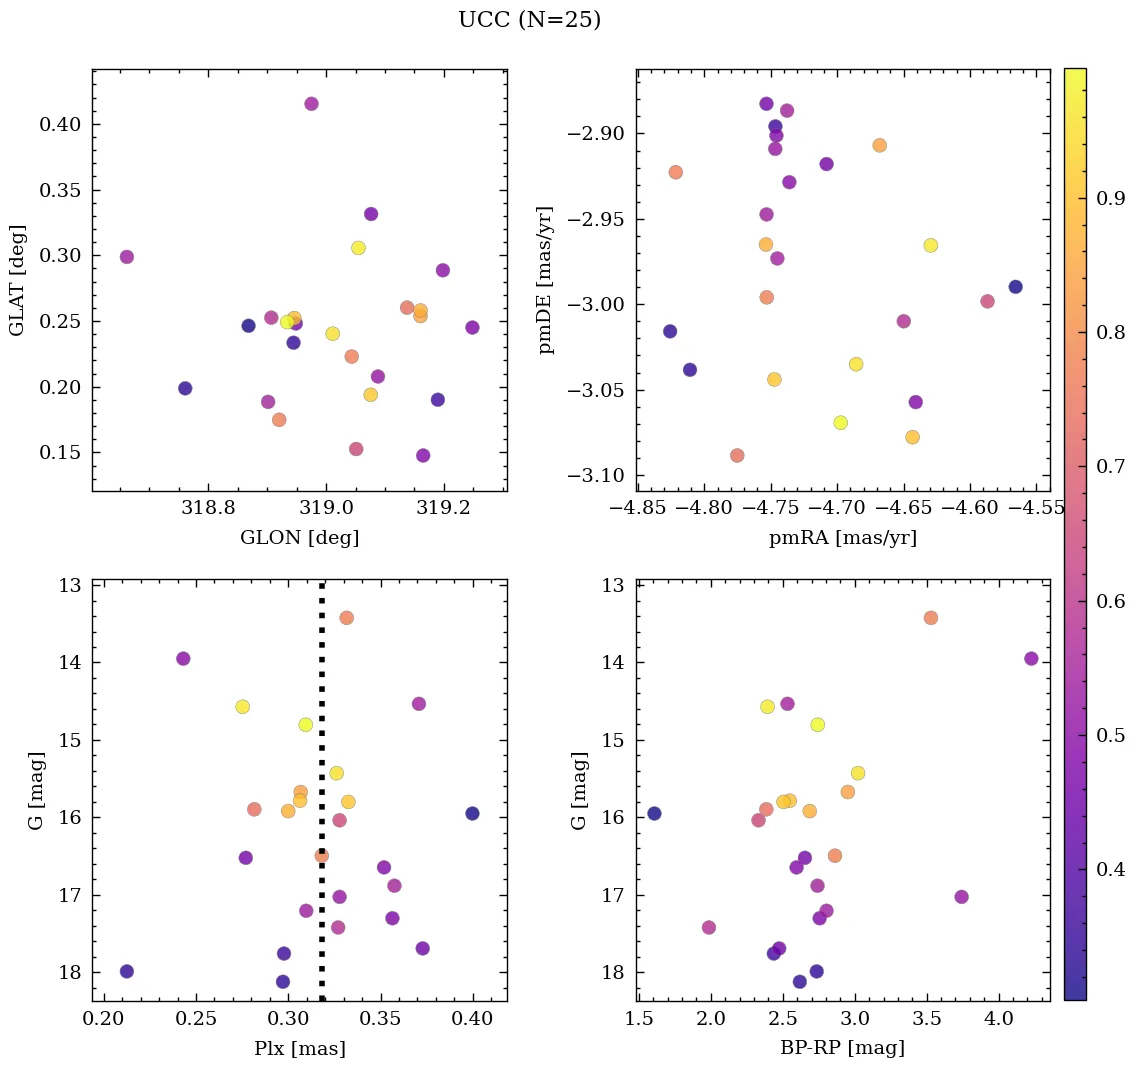 UCC (N=25)
0.40
0.35
0.30
0.25
0.20
0.15
GLAT [deg]
318.8 319.0 319.2
GLON [deg]
−2.90
−2.95
−3.00
−3.05
−3.10
pmDE [mas/yr]
−4.85 −4.80 −4.75 −4.70 −4.65 −4.60 −4.55
pmRA [mas/yr]
0.9
0.8
0.7
0.6
0.5
0.4
13
14
15
16
17
18
G [mag]
0.20 0.25 0.30 0.35 0.40
Plx [mas]
13
14
15
16
17
18
G [mag]
1.5 2.0 2.5 3.0 3.5 4.0
BP-RP [mag]